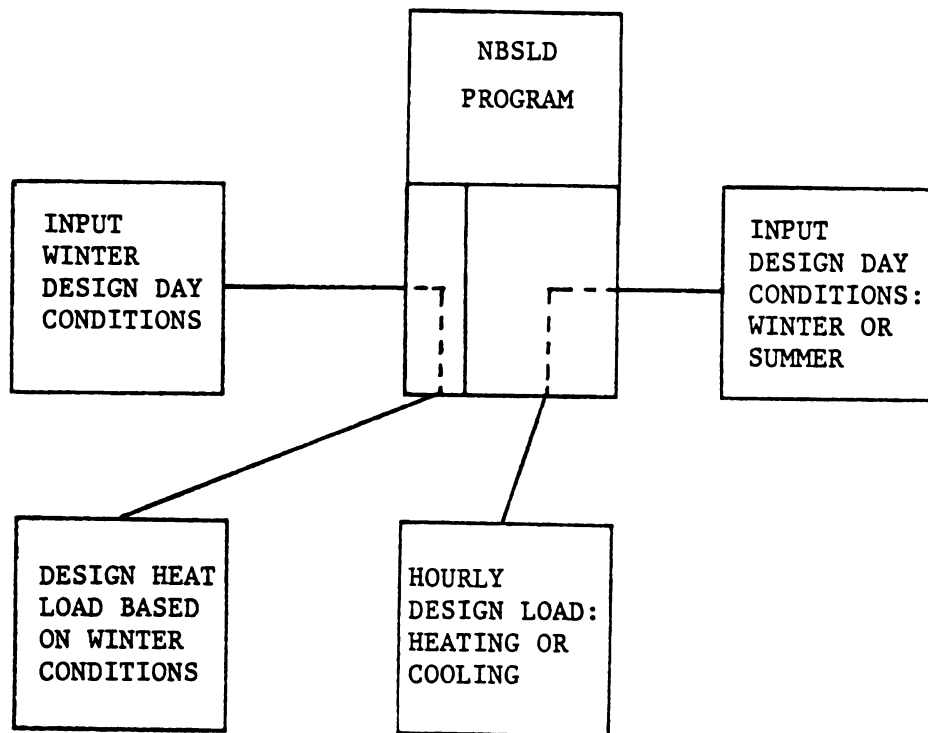 NBSLD
PROGRAM
INPUT
WINTER
DESIGN DAY
CONDITIONS
INPUT
DESIGN DAY
CONDITIONS:
WINTER OR
SUMMER
DESIGN HEAT
LOAD BASED
ON WINTER
CONDITIONS
HOURLY
DESIGN LOAD:
HEATING OR
COOLING